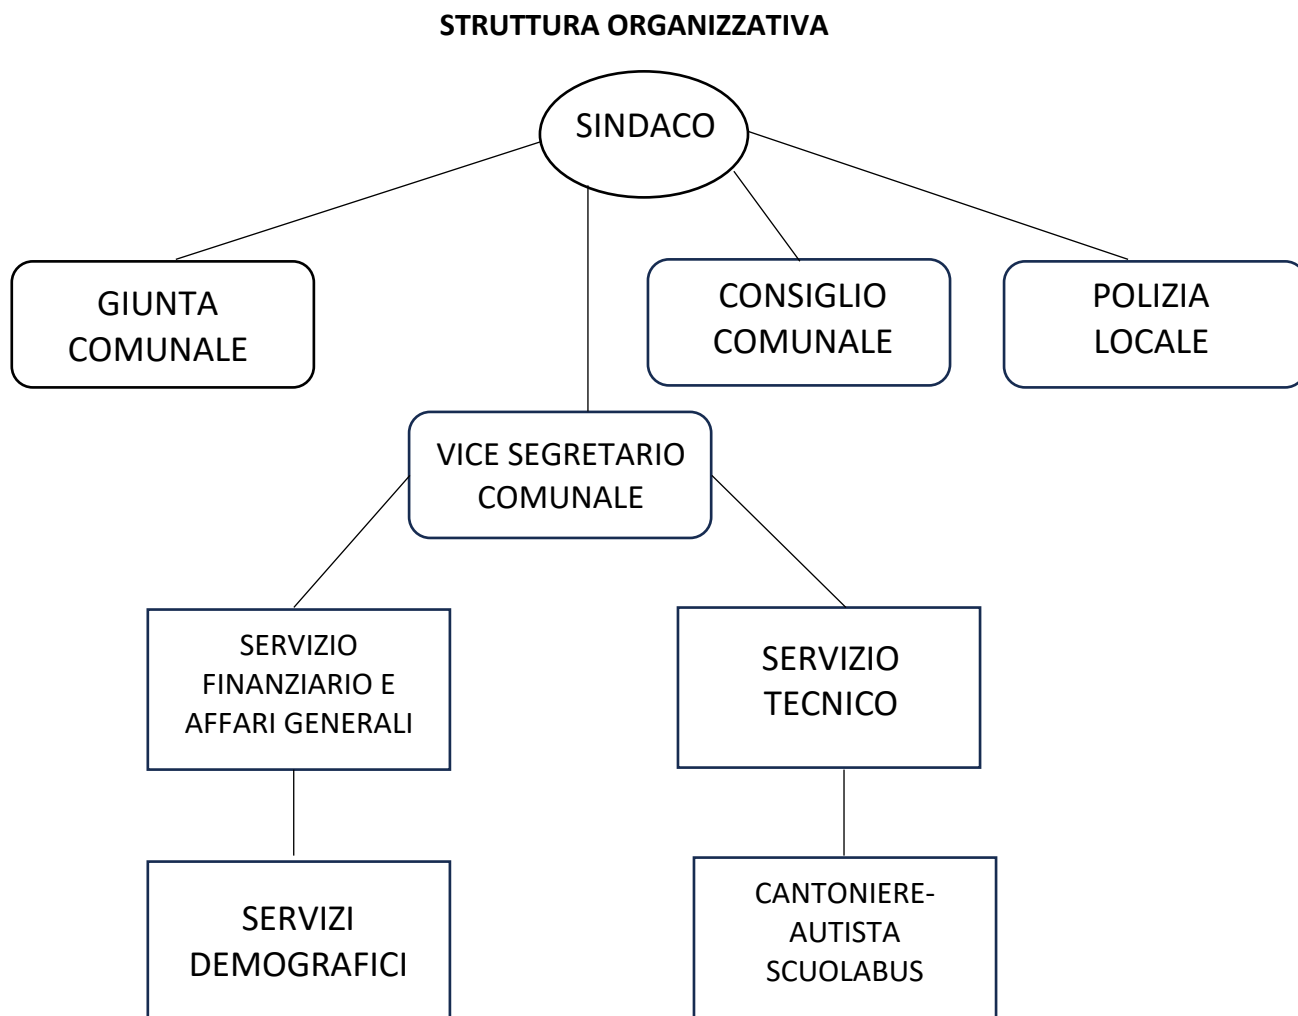 STRUTTURA ORGANIZZATIVA
SINDACO
GIUNTA
COMUNALE
CONSIGLIO
COMUNALE
POLIZIA
LOCALE
VICE SEGRETARIO
COMUNALE
SERVIZIO
FINANZIARIO E
AFFARI GENERALI
SERVIZIO
TECNICO
SERVIZI
DEMOGRAFICI
CANTONIERE-
AUTISTA
SCUOLABUS